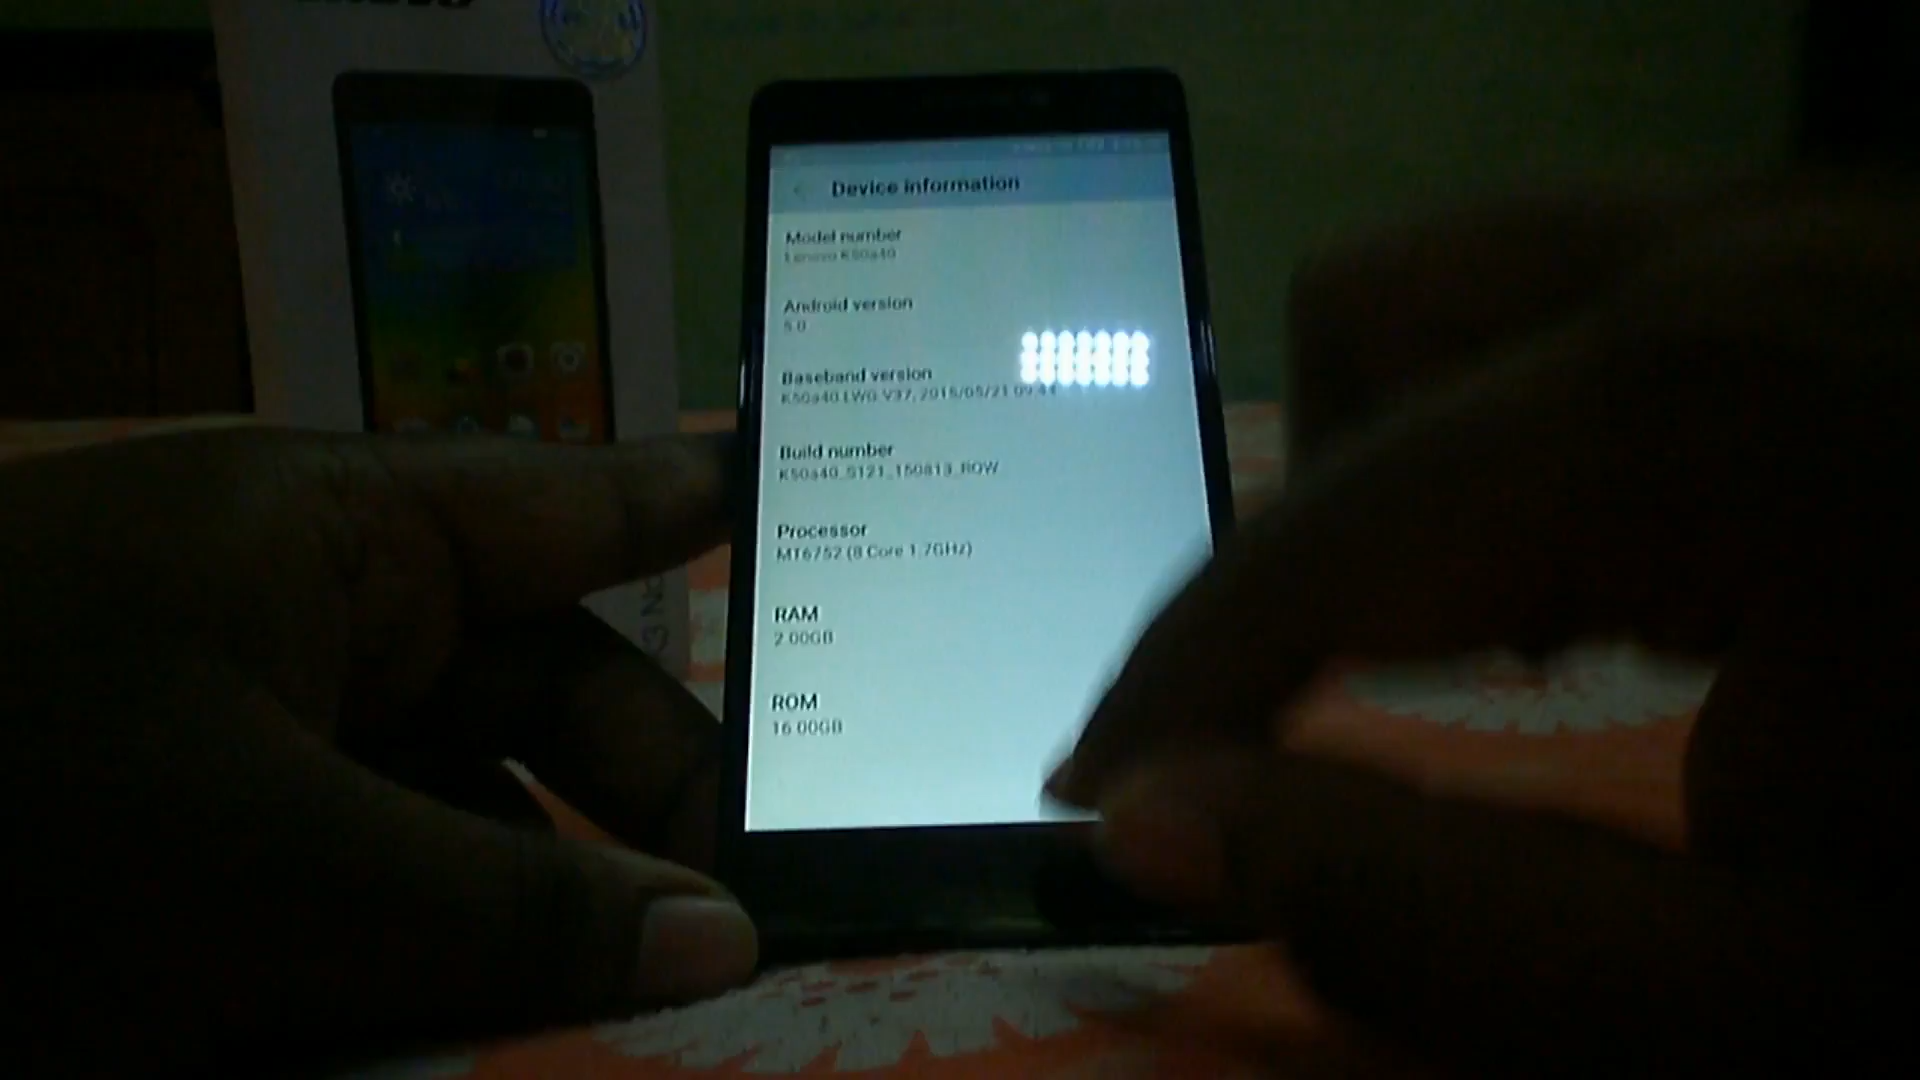 Device information
Model number
Lenovo K50a40
Android version
5.0
Baseband version
K50a40.LWG.V37, 2015/05/21 09:44
Build number
K50a40_S121_150813_ROW
Processor
MT6752 (8 Core 1.7GHz)
RAM
2.00GB
ROM
16.00GB